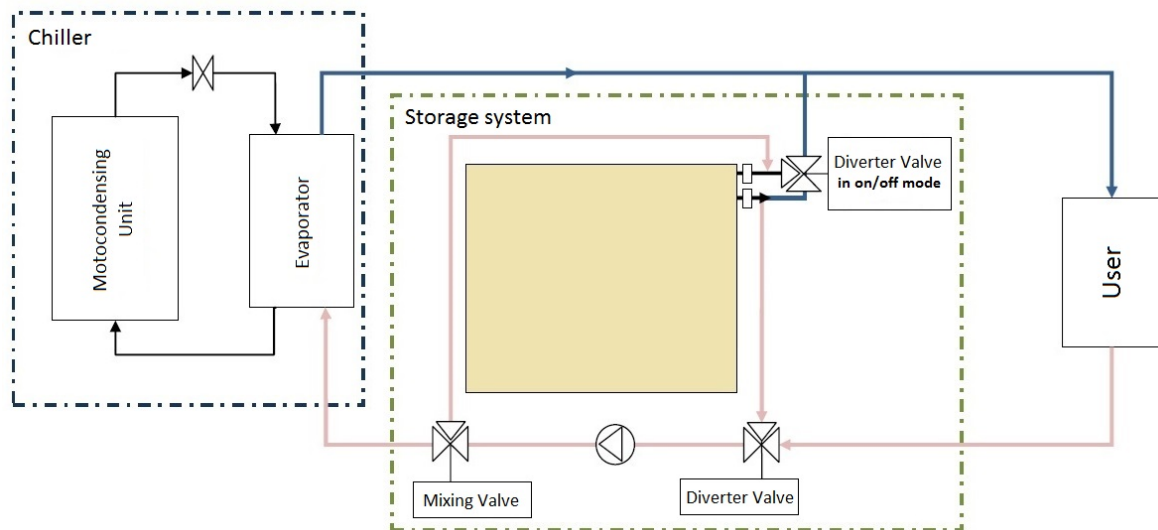 Chiller
Motocondensing
Unit
Evaporator
Storage system
Diverter Valve
in on/off mode
User
Mixing Valve
Diverter Valve